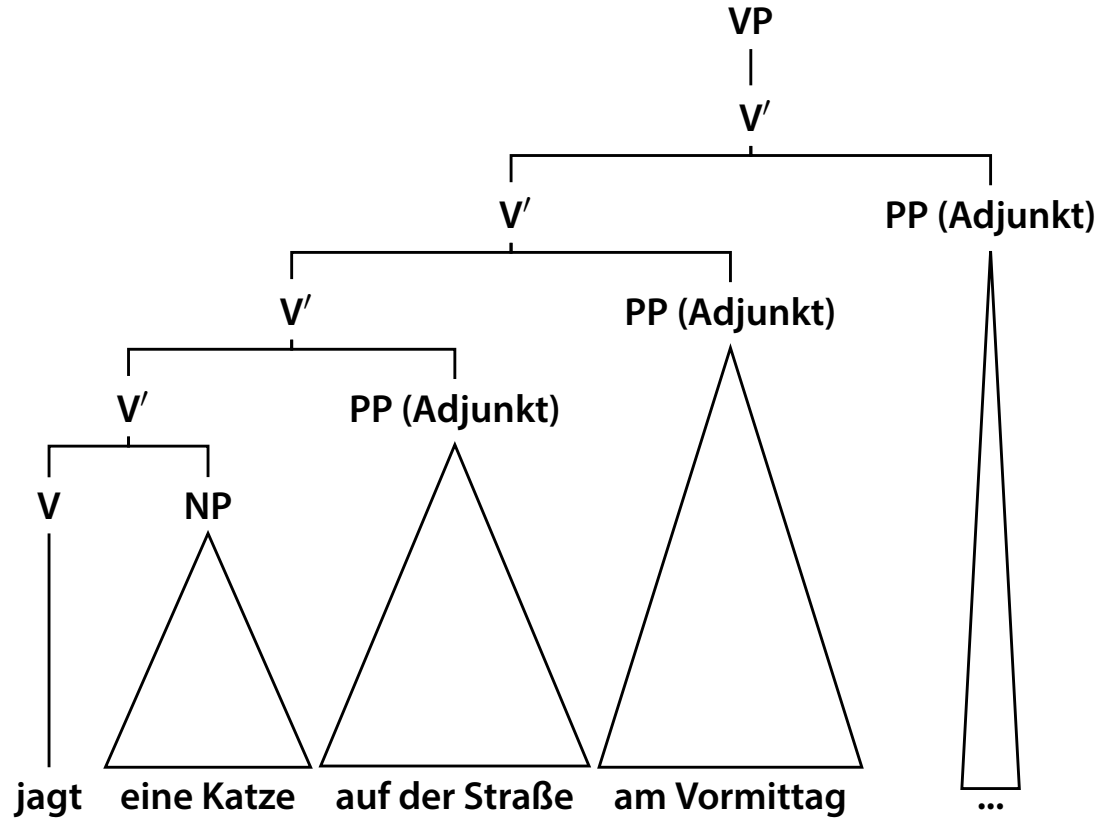 VP
V′
V′ PP (Adjunkt)
V′ PP (Adjunkt)
V′ PP (Adjunkt)
V NP
jagt eine Katze auf der Straße am Vormittag ...